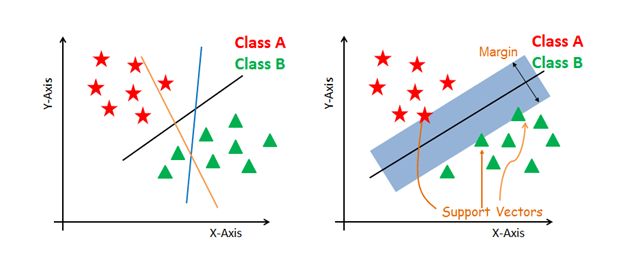 Class A
Class B
Y-Axis
X-Axis
Margin
Class A
Class B
Y-Axis
Support Vectors
X-Axis